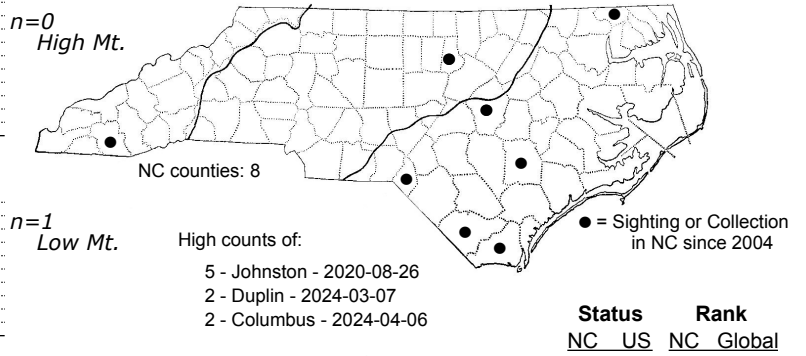 n=0
High Mt.
NC counties: 8
n=1
Low Mt.
High counts of:
5 - Johnston - 2020-08-26
2 - Duplin - 2024-03-07
2 - Columbus - 2024-04-06
● = Sighting or Collection
in NC since 2004
Status Rank
NC US NC Global